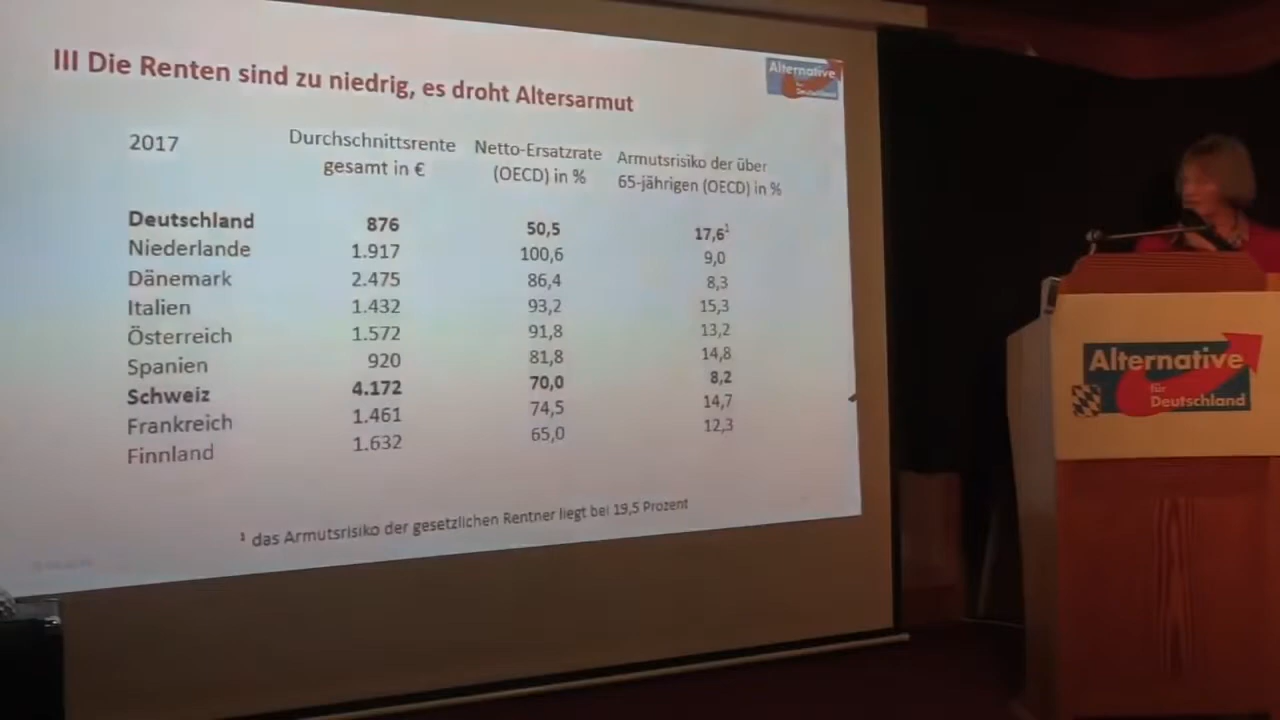 III Die Renten sind zu niedrig, es droht Altersarmut
Alternative
für
Deutschland
2017 Durchschnittsrente gesamt in € Netto-Ersatzrate (OECD) in % Armutsrisiko der über 65-jährigen (OECD) in %
Deutschland 876 50,5 17,6¹
Niederlande 1.917 100,6 9,0
Dänemark 2.475 86,4 8,3
Italien 1.432 93,2 15,3
Österreich 1.572 91,8 13,2
Spanien 920 81,8 14,8
Schweiz 4.172 70,0 8,2
Frankreich 1.461 74,5 14,7
Finnland 1.632 65,0 12,3
¹ das Armutsrisiko der gesetzlichen Rentner liegt bei 19,5 Prozent
Alternative
für
Deutschland